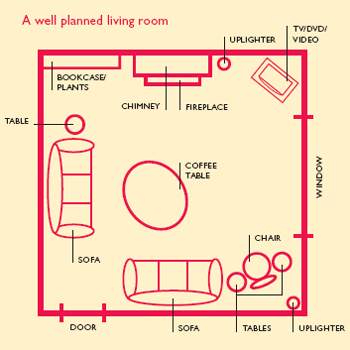 A well planned living room
UPLIGHTER
TV/DVD/
VIDEO
BOOKCASE/
PLANTS
CHIMNEY
FIREPLACE
TABLE
COFFEE
TABLE
WINDOW
CHAIR
SOFA
DOOR
SOFA
TABLES
UPLIGHTER